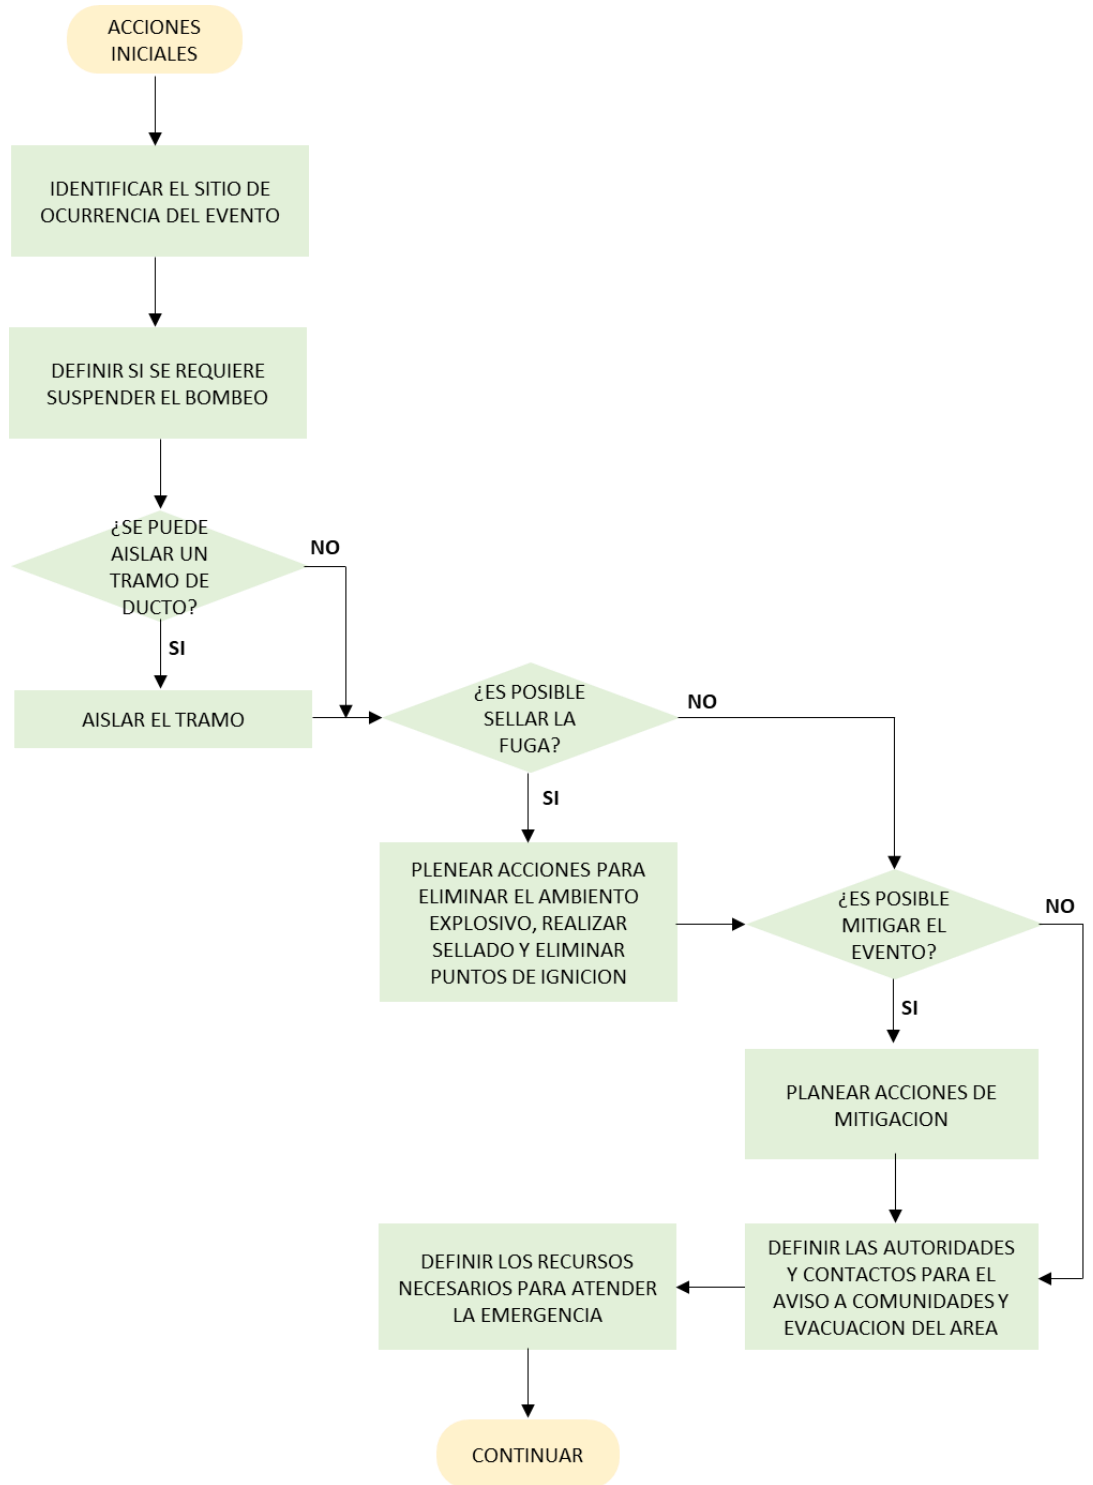 ACCIONES
INICIALES
IDENTIFICAR EL SITIO DE
OCURRENCIA DEL EVENTO
DEFINIR SI SE REQUIERE
SUSPENDER EL BOMBEO
¿SE PUEDE
AISLAR UN
TRAMO DE
DUCTO?
NO
SI
AISLAR EL TRAMO
¿ES POSIBLE
SELLAR LA
FUGA?
NO
SI
PLENEAR ACCIONES PARA
ELIMINAR EL AMBIENTE
EXPLOSIVO, REALIZAR
SELLADO Y ELIMINAR
PUNTOS DE IGNICION
¿ES POSIBLE
MITIGAR EL
EVENTO?
NO
SI
PLANEAR ACCIONES DE
MITIGACION
DEFINIR LAS AUTORIDADES
Y CONTACTOS PARA EL
AVISO A COMUNIDADES Y
EVACUACION DEL AREA
DEFINIR LOS RECURSOS
NECESARIOS PARA ATENDER
LA EMERGENCIA
CONTINUAR